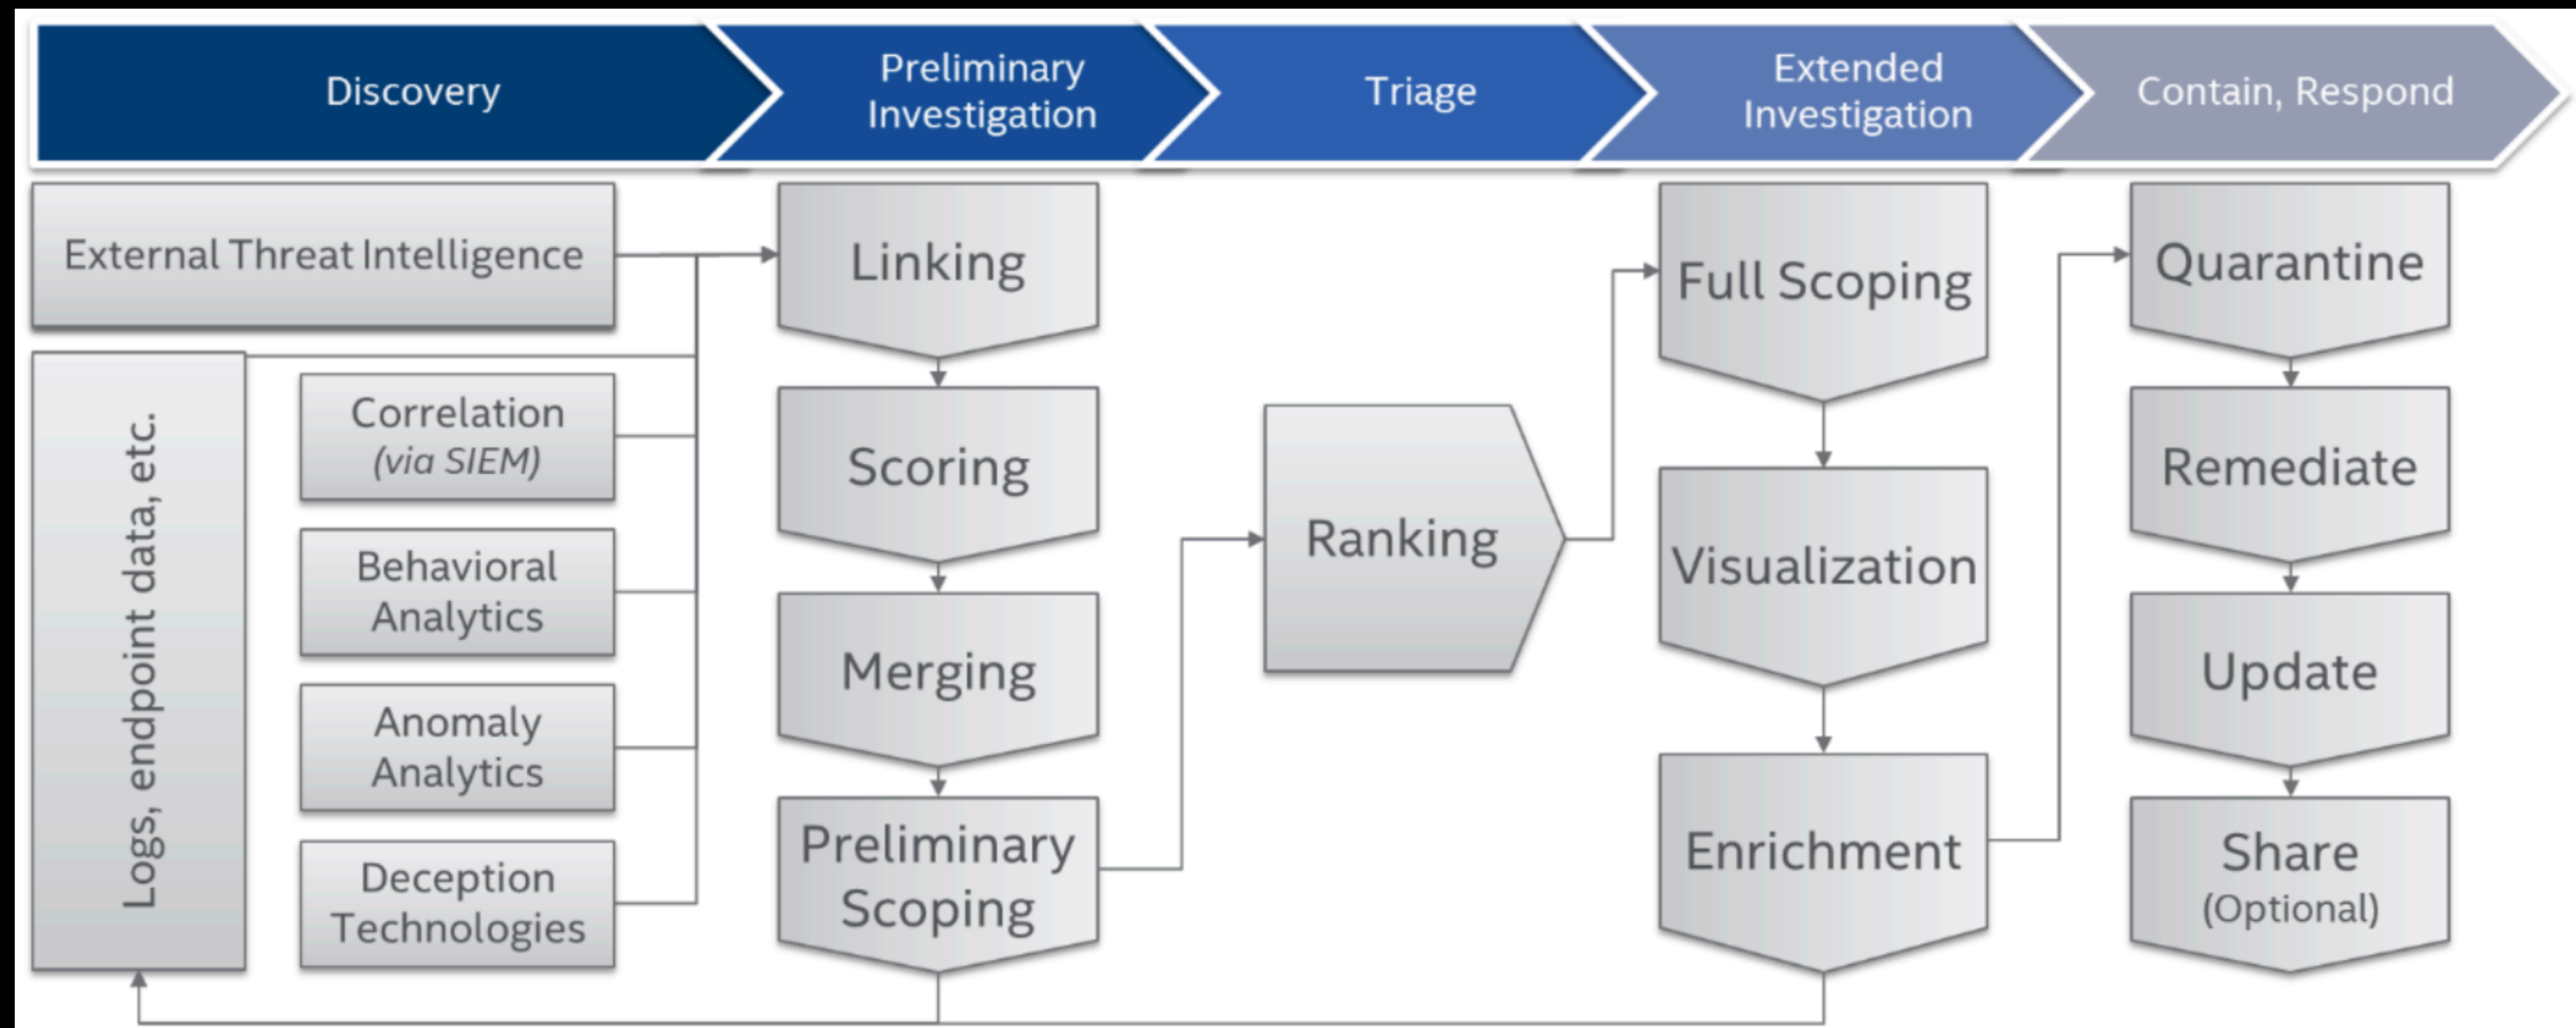 Discovery
Preliminary
Investigation
Triage
Extended
Investigation
Contain, Respond
External Threat Intelligence
Logs, endpoint data, etc.
Correlation
(via SIEM)
Behavioral
Analytics
Anomaly
Analytics
Deception
Technologies
Linking
Scoring
Merging
Preliminary
Scoping
Ranking
Full Scoping
Visualization
Enrichment
Quarantine
Remediate
Update
Share
(Optional)